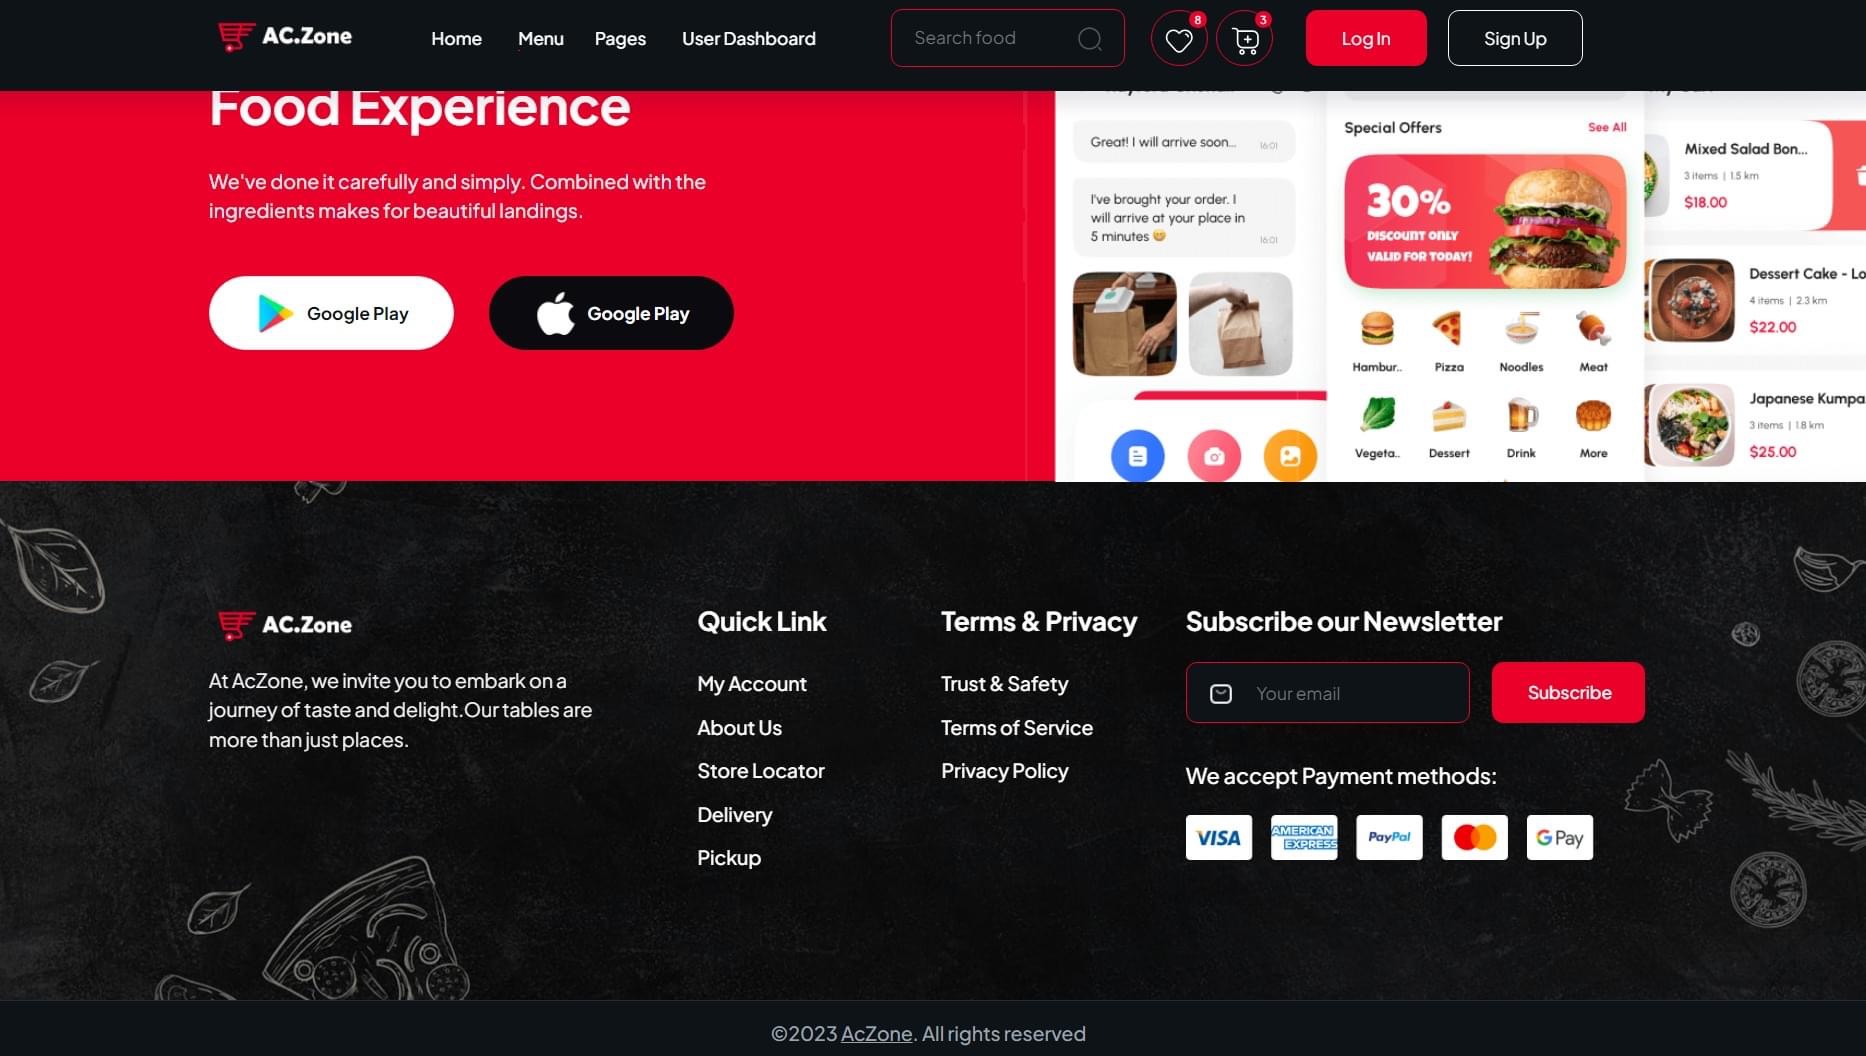 AC.Zone
Home
Menu
Pages
User Dashboard
Search food
8
3
Log In
Sign Up
Food Experience
We've done it carefully and simply. Combined with the
ingredients makes for beautiful landings.
Google Play
Google Play
Great! I will arrive soon...
16:01
I've brought your order. I
will arrive at your place in
5 minutes 😁
16:01
Special Offers
See All
30%
DISCOUNT ONLY
VALID FOR TODAY!
Hambur..
Pizza
Noodles
Meat
Vegeta..
Dessert
Drink
More
Mixed Salad Bon...
3 items | 1.5 km
$18.00
Dessert Cake - Lo
4 items | 2.3 km
$22.00
Japanese Kumpa
3 items | 1.8 km
$25.00
AC.Zone
At AcZone, we invite you to embark on a
journey of taste and delight.Our tables are
more than just places.
Quick Link
My Account
About Us
Store Locator
Delivery
Pickup
Terms & Privacy
Trust & Safety
Terms of Service
Privacy Policy
Subscribe our Newsletter
Your email
Subscribe
We accept Payment methods:
VISA
AMERICAN
EXPRESS
PayPal
G Pay
©2023 AcZone. All rights reserved